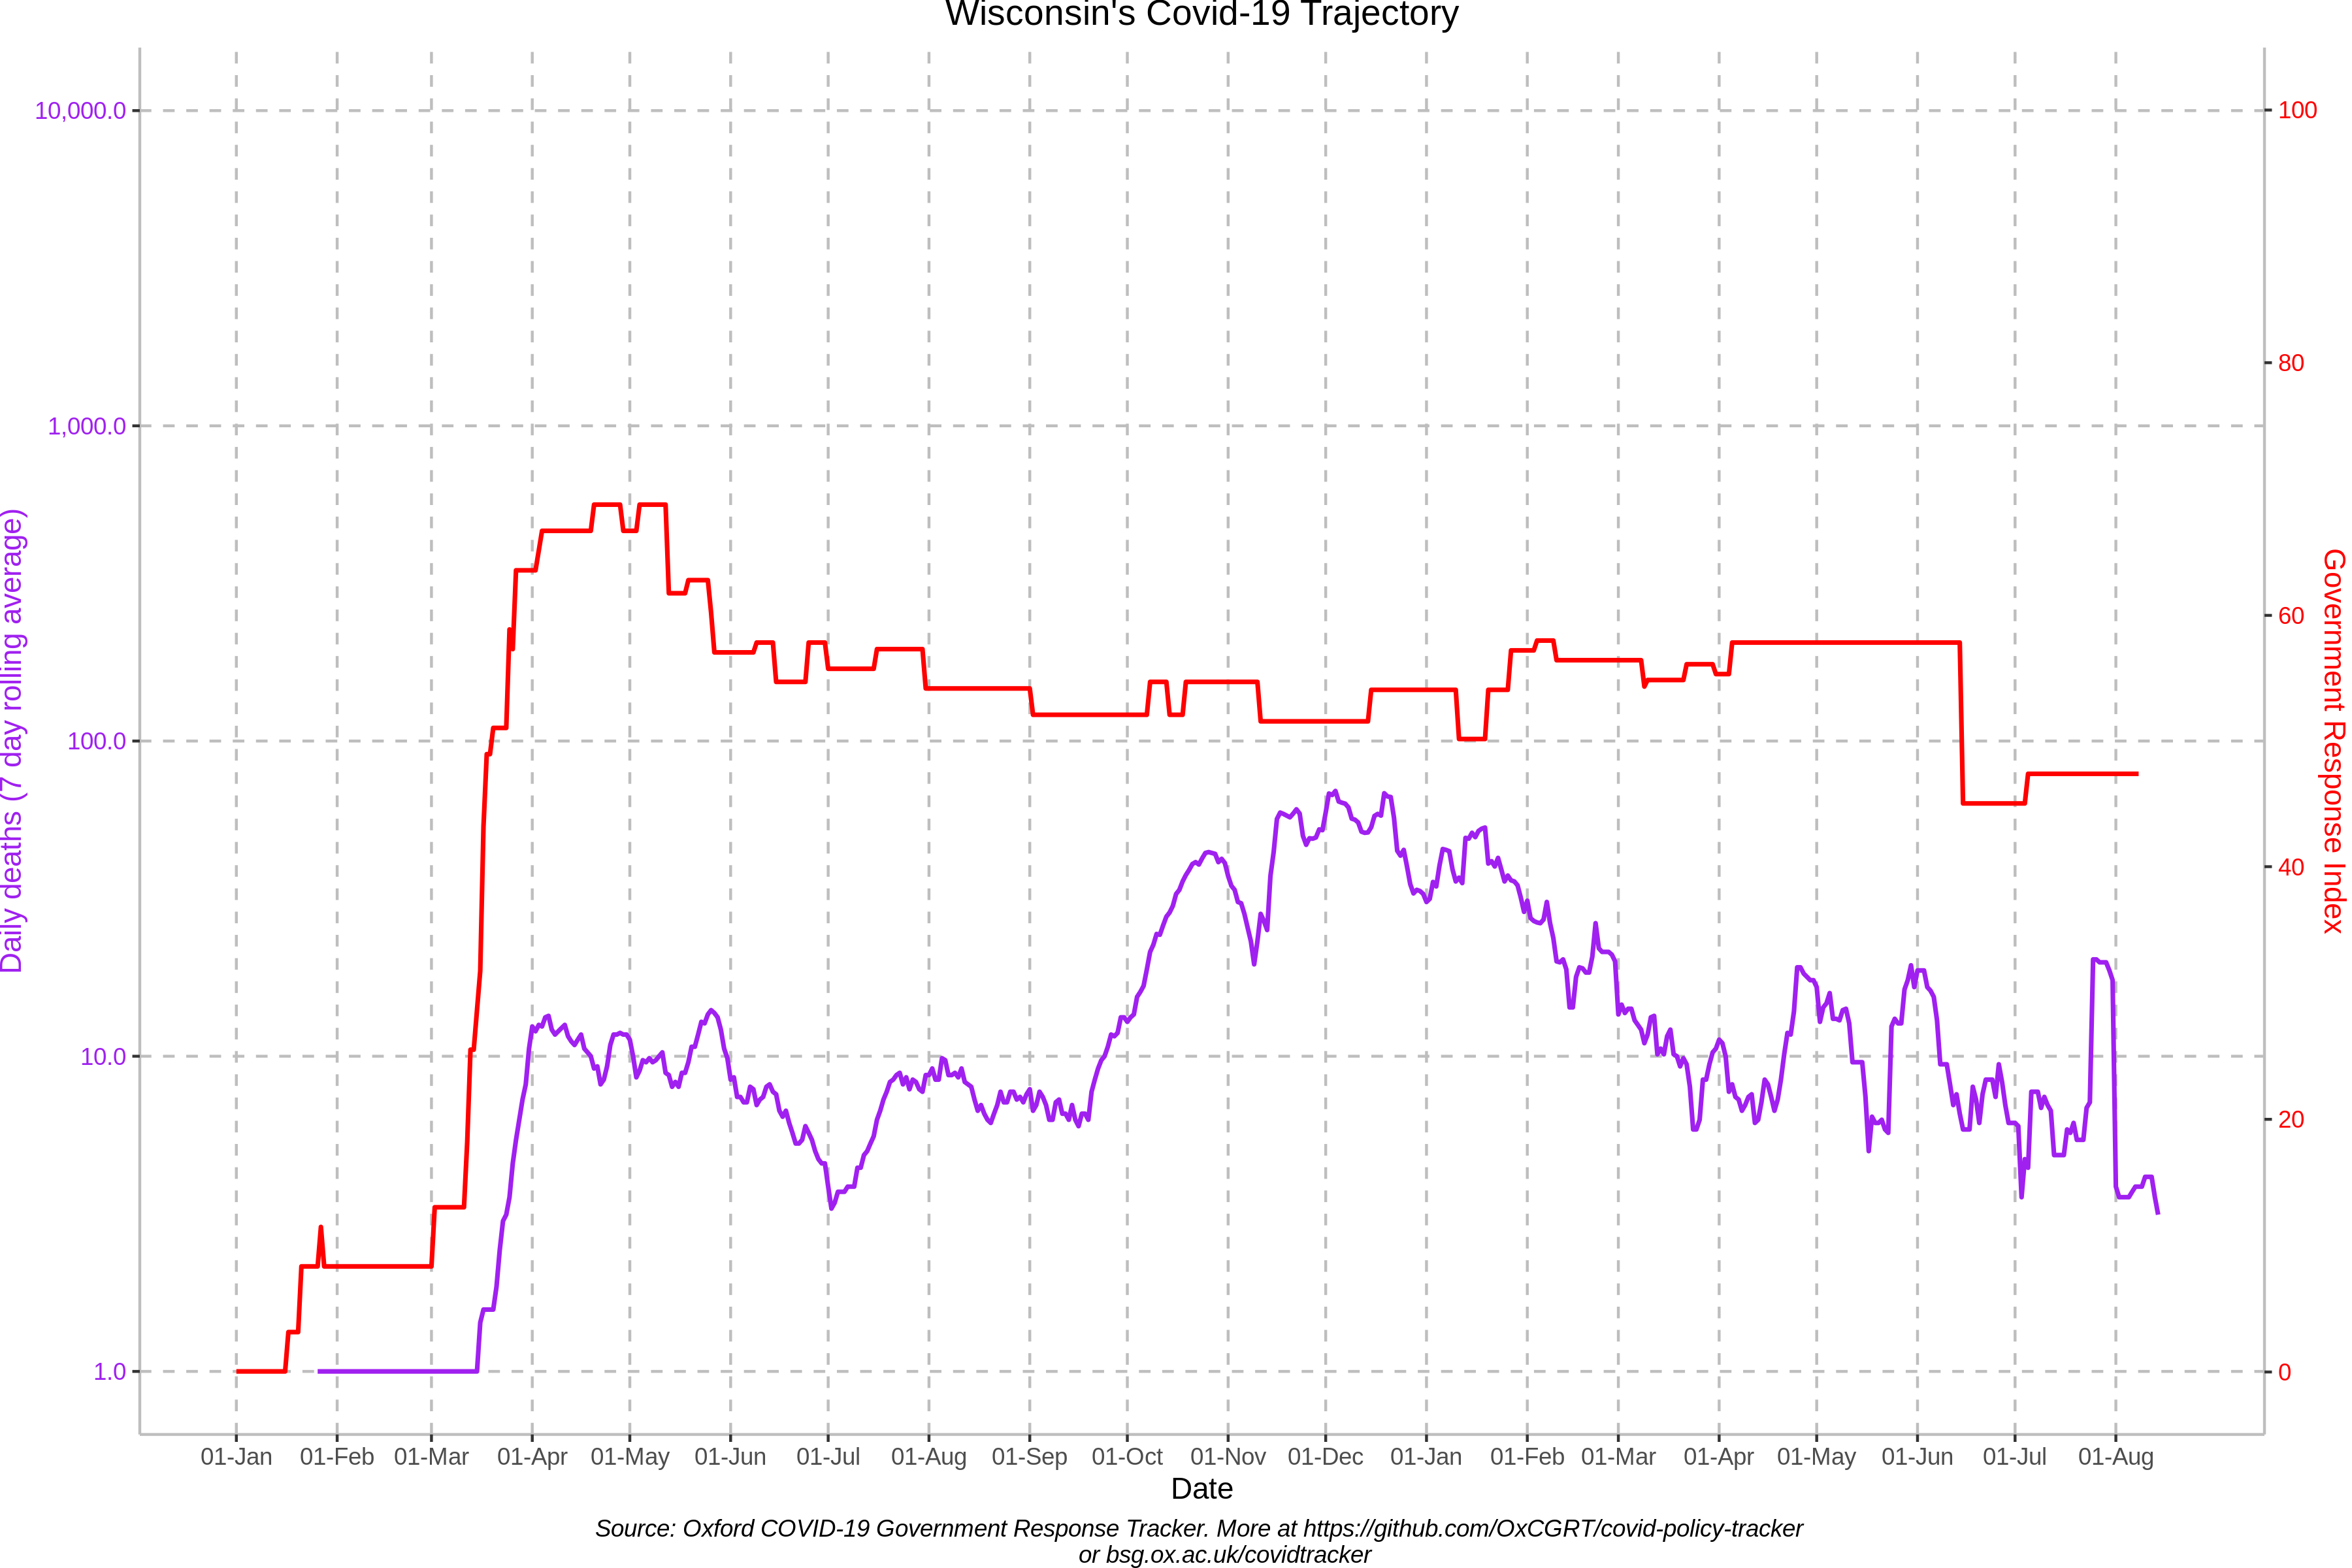 Wisconsin's Covid-19 Trajectory
10,000.0
1,000.0
100.0
10.0
1.0
Daily deaths (7 day rolling average)
100
80
60
40
20
0
Government Response Index
01-Jan 01-Feb 01-Mar 01-Apr 01-May 01-Jun 01-Jul 01-Aug 01-Sep 01-Oct 01-Nov 01-Dec 01-Jan 01-Feb 01-Mar 01-Apr 01-May 01-Jun 01-Jul 01-Aug
Date
Source: Oxford COVID-19 Government Response Tracker. More at https://github.com/OxCGRT/covid-policy-tracker
or bsg.ox.ac.uk/covidtracker